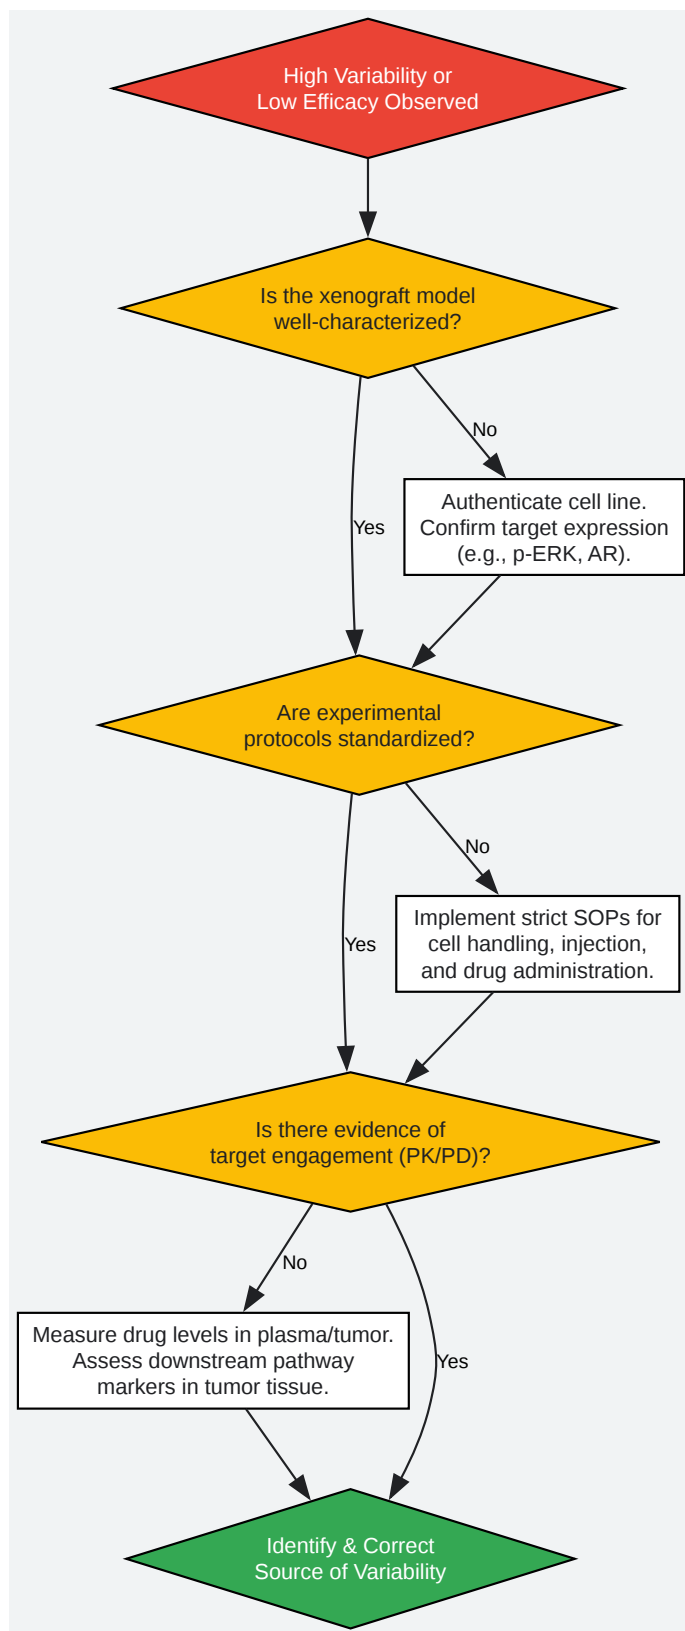 High Variability or
Low Efficacy Observed
Is the xenograft model
well-characterized?
No
Authenticate cell line.
Confirm target expression
(e.g., p-ERK, AR).
Yes
Are experimental
protocols standardized?
No
Implement strict SOPs for
cell handling, injection,
and drug administration.
Yes
Is there evidence of
target engagement (PK/PD)?
No
Measure drug levels in plasma/tumor.
Assess downstream pathway
markers in tumor tissue.
Yes
Identify & Correct
Source of Variability